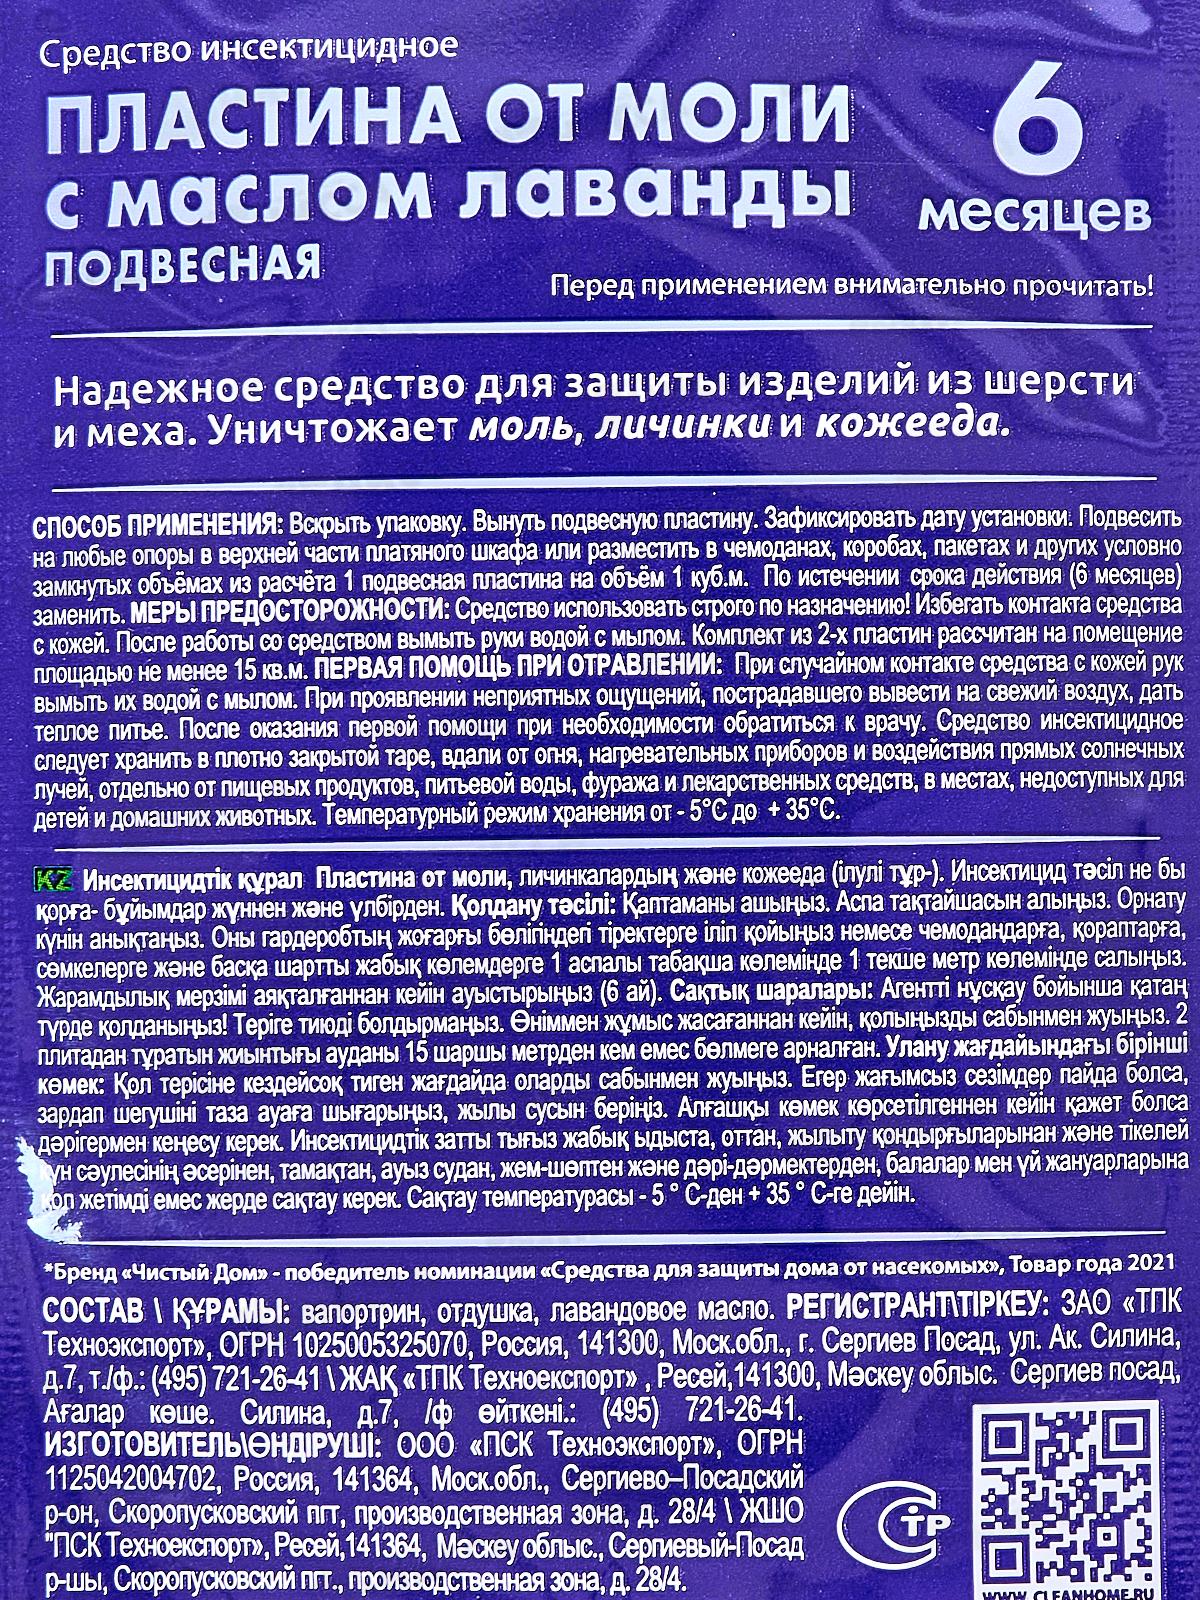 Средство инсектицидное
ПЛАСТИНА ОТ МОЛИ
с маслом лаванды
ПОДВЕСНАЯ
6
месяцев
Перед применением внимательно прочитать!
Надежное средство для защиты изделий из шерсти
и меха. Уничтожает моль, личинки и кожееда.
СПОСОБ ПРИМЕНЕНИЯ: Вскрыть упаковку. Вынуть подвесную пластину. Зафиксировать дату установки. Подвесить
на любые опоры в верхней части платяного шкафа или разместить в чемоданах, коробах, пакетах и других условно
замкнутых объёмах из расчёта 1 подвесная пластина на объём 1 куб.м. По истечении срока действия (6 месяцев)
заменить. МЕРЫ ПРЕДОСТОРОЖНОСТИ: Средство использовать строго по назначению! Избегать контакта средства
с кожей. После работы со средством вымыть руки водой с мылом. Комплект из 2-х пластин рассчитан на помещение
площадью не менее 15 кв.м. ПЕРВАЯ ПОМОЩЬ ПРИ ОТРАВЛЕНИИ: При случайном контакте средства с кожей рук
вымыть их водой с мылом. При проявлении неприятных ощущений, пострадавшего вывести на свежий воздух, дать
теплое питье. После оказания первой помощи при необходимости обратиться к врачу. Средство инсектицидное
следует хранить в плотно закрытой таре, вдали от огня, нагревательных приборов и воздействия прямых солнечных
лучей, отдельно от пищевых продуктов, питьевой воды, фуража и лекарственных средств, в местах, недоступных для
детей и домашних животных. Температурный режим хранения от - 5°С до + 35°С.
KZ Инсектицидтік құрал Пластина от моли, личинкалардың және кожееда (ілулі тұр-). Инсектицид тәсіл не бы
қорға- бұйымдар жүннен және үлбірден. Қолдану тәсілі: Қаптаманы ашыңыз. Аспа тақтайшасын алыңыз. Орнату
күнін анықтаңыз. Оны гардеробтың жоғарғы бөлігіндегі тіректерге іліп қойыңыз немесе чемодандарға, қораптарға,
сөмкелерге және басқа шартты жабық көлемдерге 1 аспалы табақша көлемінде 1 текше метр көлемінде салыңыз.
Жарамдылық мерзімі аяқталғаннан кейін ауыстырыңыз (6 ай). Сақтық шаралары: Агентті нұсқау бойынша қатаң
түрде қолданыңыз! Теріге тиюді болдырмаңыз. Өніммен жұмыс жасағаннан кейін, қолыңызды сабынмен жуыңыз. 2
плитадан тұратын жиынтығы ауданы 15 шаршы метрден кем емес бөлмеге арналған. Улану жағдайындағы бірінші
көмек: Қол терісіне кездейсоқ тиген жағдайда оларды сабынмен жуыңыз. Егер жағымсыз сезімдер пайда болса,
зардап шегушіні таза ауаға шығарыңыз, жылы сусын беріңіз. Алғашқы көмек көрсетілгеннен кейін қажет болса
дәрігермен кеңесу керек. Инсектицидтік затты тығыз жабық ыдыста, оттан, жылыту қондырғыларынан және тікелей
күн сәулесінің әсерінен, тамақтан, ауыз судан, жем-шөптен және дәрі-дәрмектерден, балалар мен үй жануарларына
қол жетімді емес жерде сақтау керек. Сақтау температурасы - 5 ° С-ден + 35 ° С-ге дейін.
*Бренд «Чистый Дом» - победитель номинации «Средства для защиты дома от насекомых», Товар года 2021
СОСТАВ \ ҚҰРАМЫ: вапортрин, отдушка, лавандовое масло. РЕГИСТРАНТ\ТІРКЕУ: ЗАО «ТПК
Техноэкспорт», ОГРН 1025005325070, Россия, 141300, Моск.обл., г. Сергиев Посад, ул. Ак. Силина,
д.7, т./ф.: (495) 721-26-41 \ ЖАҚ «ТПК Техноекспорт» , Ресей,141300, Мәскеу облыс. Сергиев посад,
Ағалар көше. Силина, д.7, /ф өйткені.: (495) 721-26-41.
ИЗГОТОВИТЕЛЬ\ӨНДІРУШІ: ООО «ПСК Техноэкспорт», ОГРН
1125042004702, Россия, 141364, Моск.обл., Сергиево–Посадский
р-он, Скоропусковский пгт, производственная зона, д. 28/4 \ ЖШО
"ПСК Техноекспорт», Ресей,141364, Мәскеу облыс., Сергиевый-Посад
р-шы, Скоропусковский пгт., производственная зона, д. 28/4.
СТР
WWW.CLEANHOME.RU